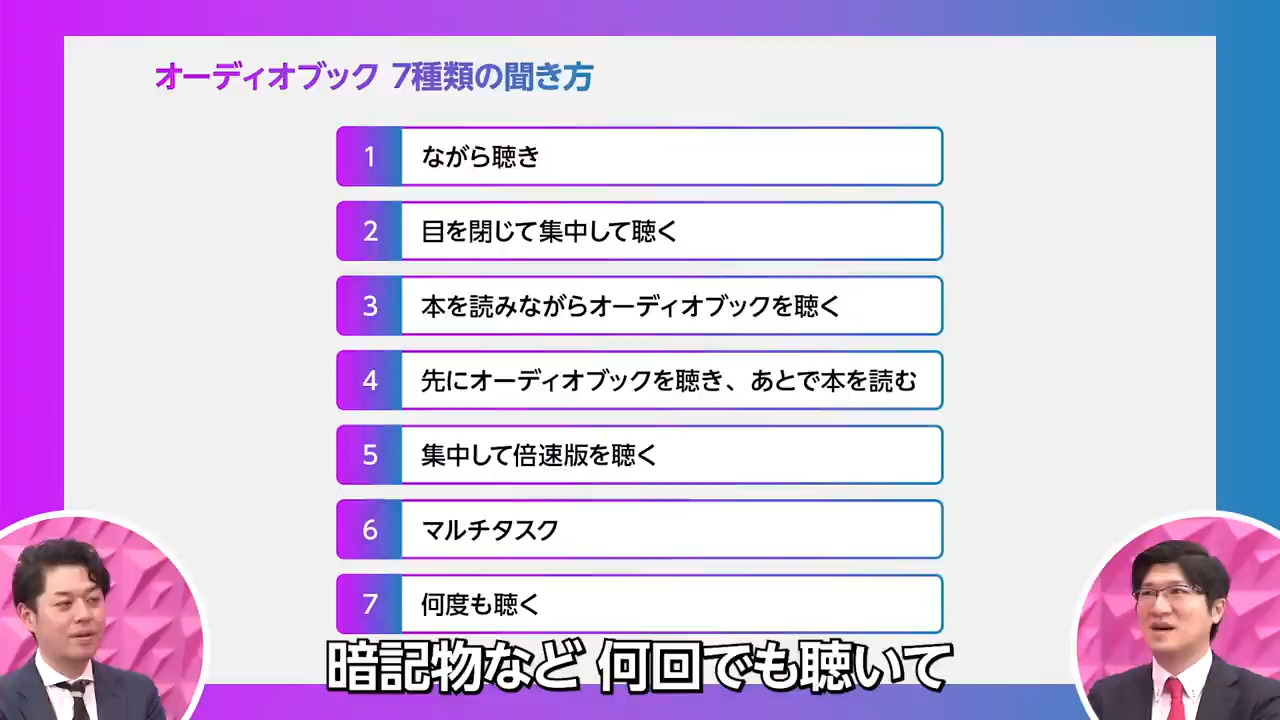 オーディオブック 7種類の聞き方
1 ながら聴き
2 目を閉じて集中して聴く
3 本を読みながらオーディオブックを聴く
4 先にオーディオブックを聴き、あとで本を読む
5 集中して倍速版を聴く
6 マルチタスク
7 何度も聴く
暗記物など 何回でも聴いて